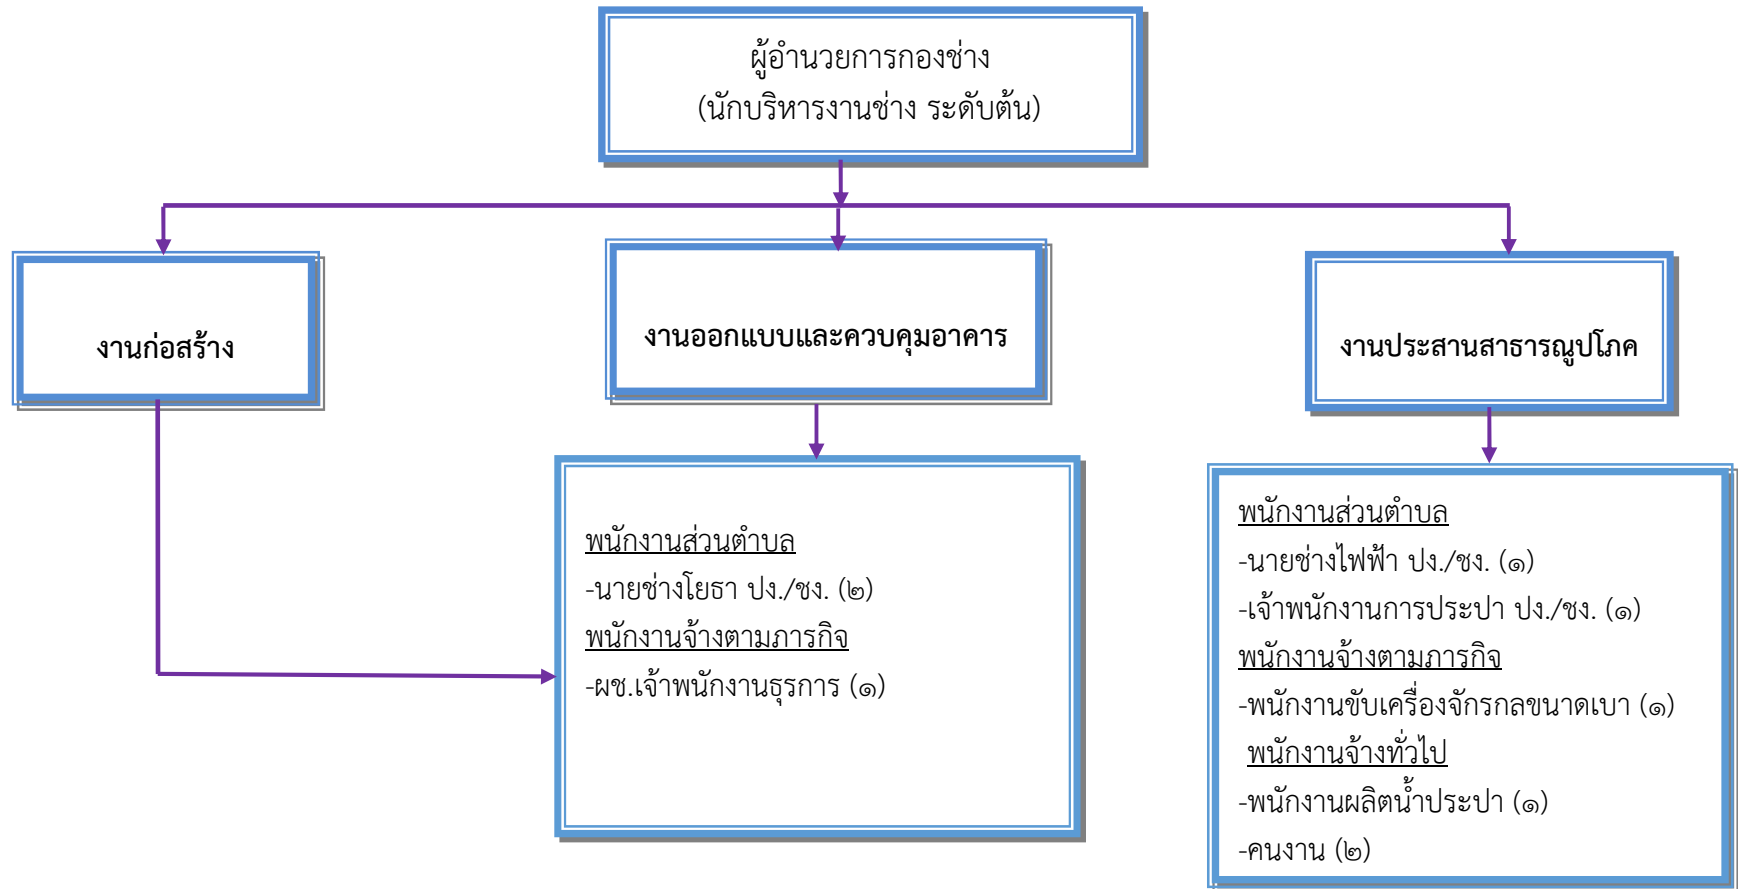 ผู้อำนวยการกองช่าง
(นักบริหารงานช่าง ระดับต้น)
งานก่อสร้าง
งานออกแบบและควบคุมอาคาร
งานประสานสาธารณูปโภค
พนักงานส่วนตำบล
-นายช่างโยธา ปง./ชง. (๒)
พนักงานจ้างตามภารกิจ
-ผช.เจ้าพนักงานธุรการ (๑)
พนักงานส่วนตำบล
-นายช่างไฟฟ้า ปง./ชง. (๑)
-เจ้าพนักงานการประปา ปง./ชง. (๑)
พนักงานจ้างตามภารกิจ
-พนักงานขับเครื่องจักรกลขนาดเบา (๑)
พนักงานจ้างทั่วไป
-พนักงานผลิตน้ำประปา (๑)
-คนงาน (๒)